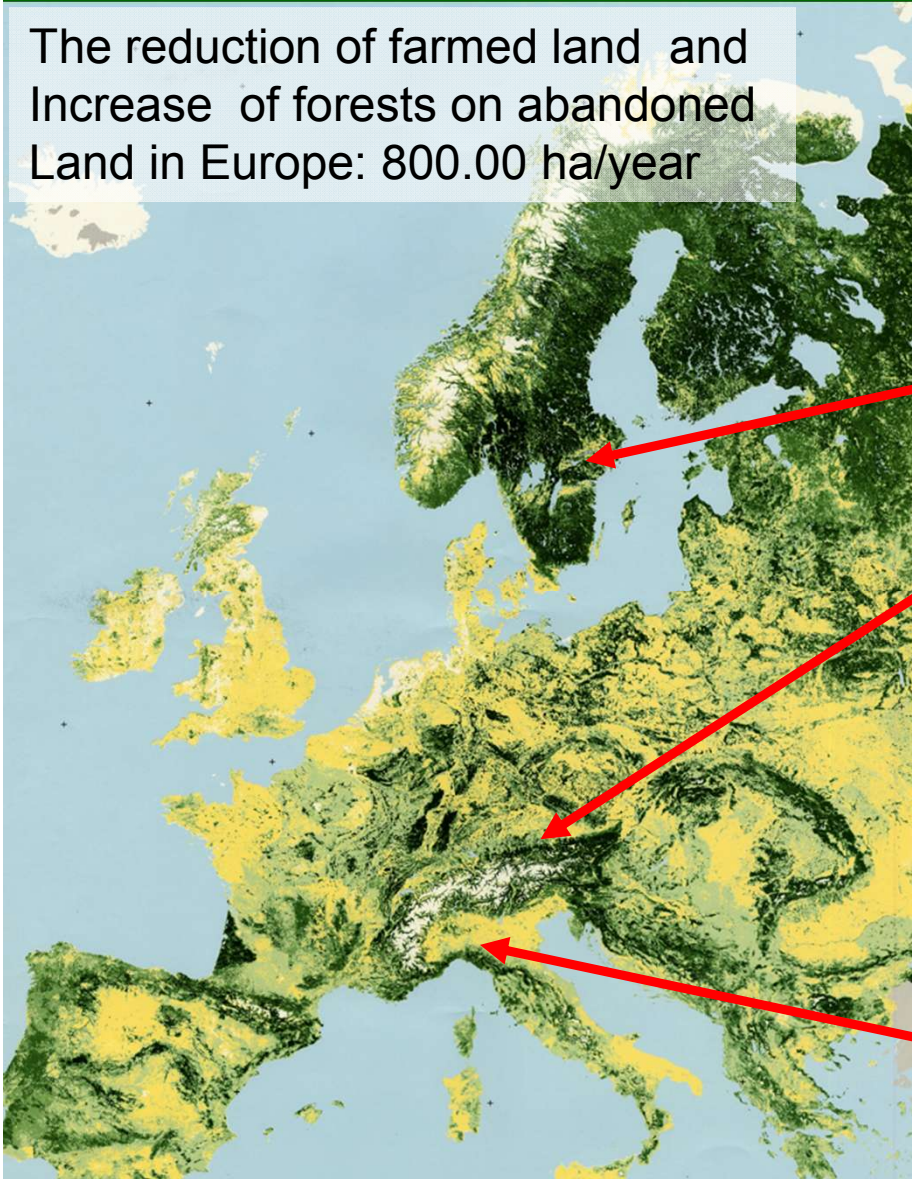 The reduction of farmed land and
Increase of forests on abandoned
Land in Europe: 800.00 ha/year